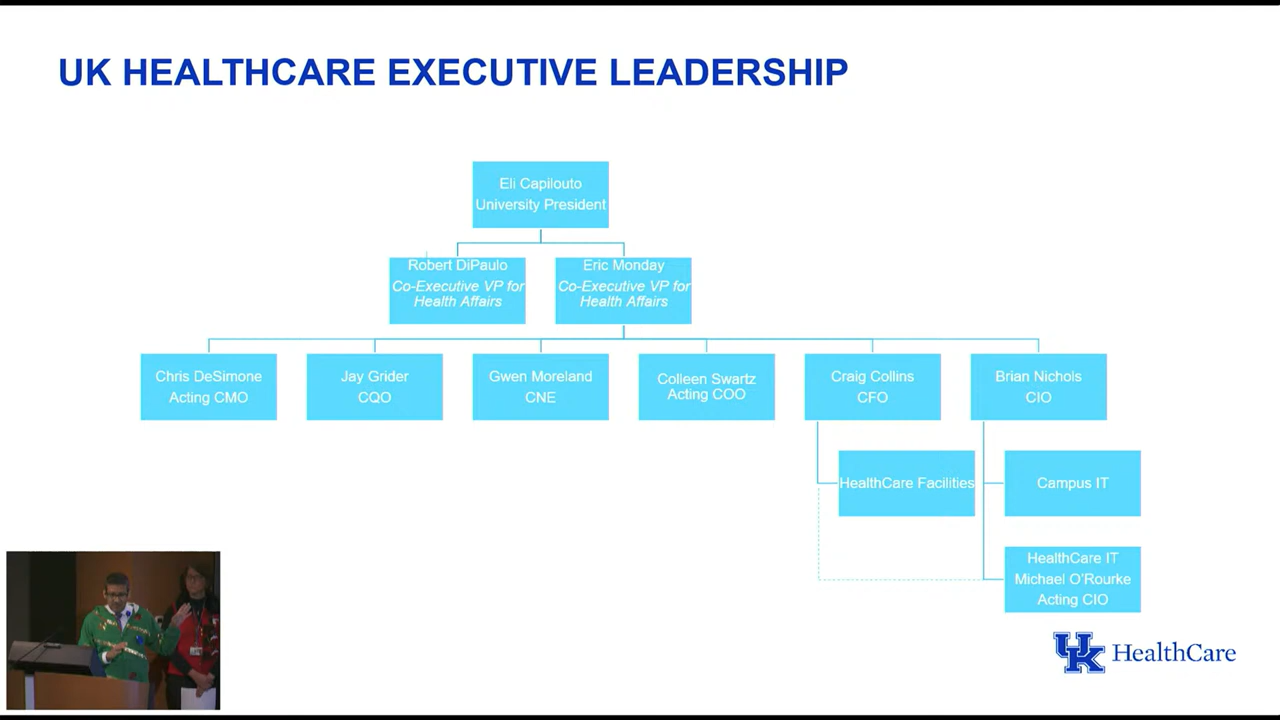 UK HEALTHCARE EXECUTIVE LEADERSHIP
Eli Capilouto
University President
Robert DiPaulo
Co-Executive VP for
Health Affairs
Eric Monday
Co-Executive VP for
Health Affairs
Chris DeSimone
Acting CMO
Jay Grider
CQO
Gwen Moreland
CNE
Colleen Swartz
Acting COO
Craig Collins
CFO
Brian Nichols
CIO
HealthCare Facilities
Campus IT
HealthCare IT
Michael O'Rourke
Acting CIO
UK HealthCare